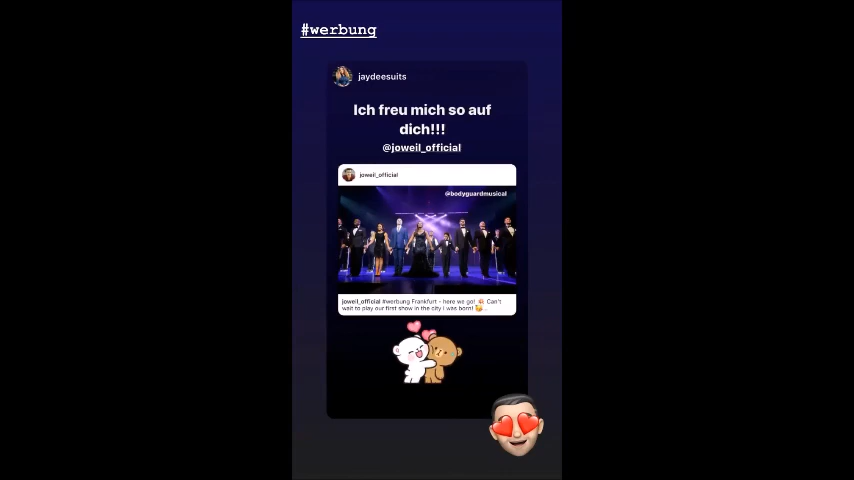 #werbung
jaydeesuits
Ich freu mich so auf
dich!!!
@joweil_official
joweil_official
@bodyguardmusical
joweil_official #werbung Frankfurt - here we go! Can't
wait to play our first show in the city I was born!